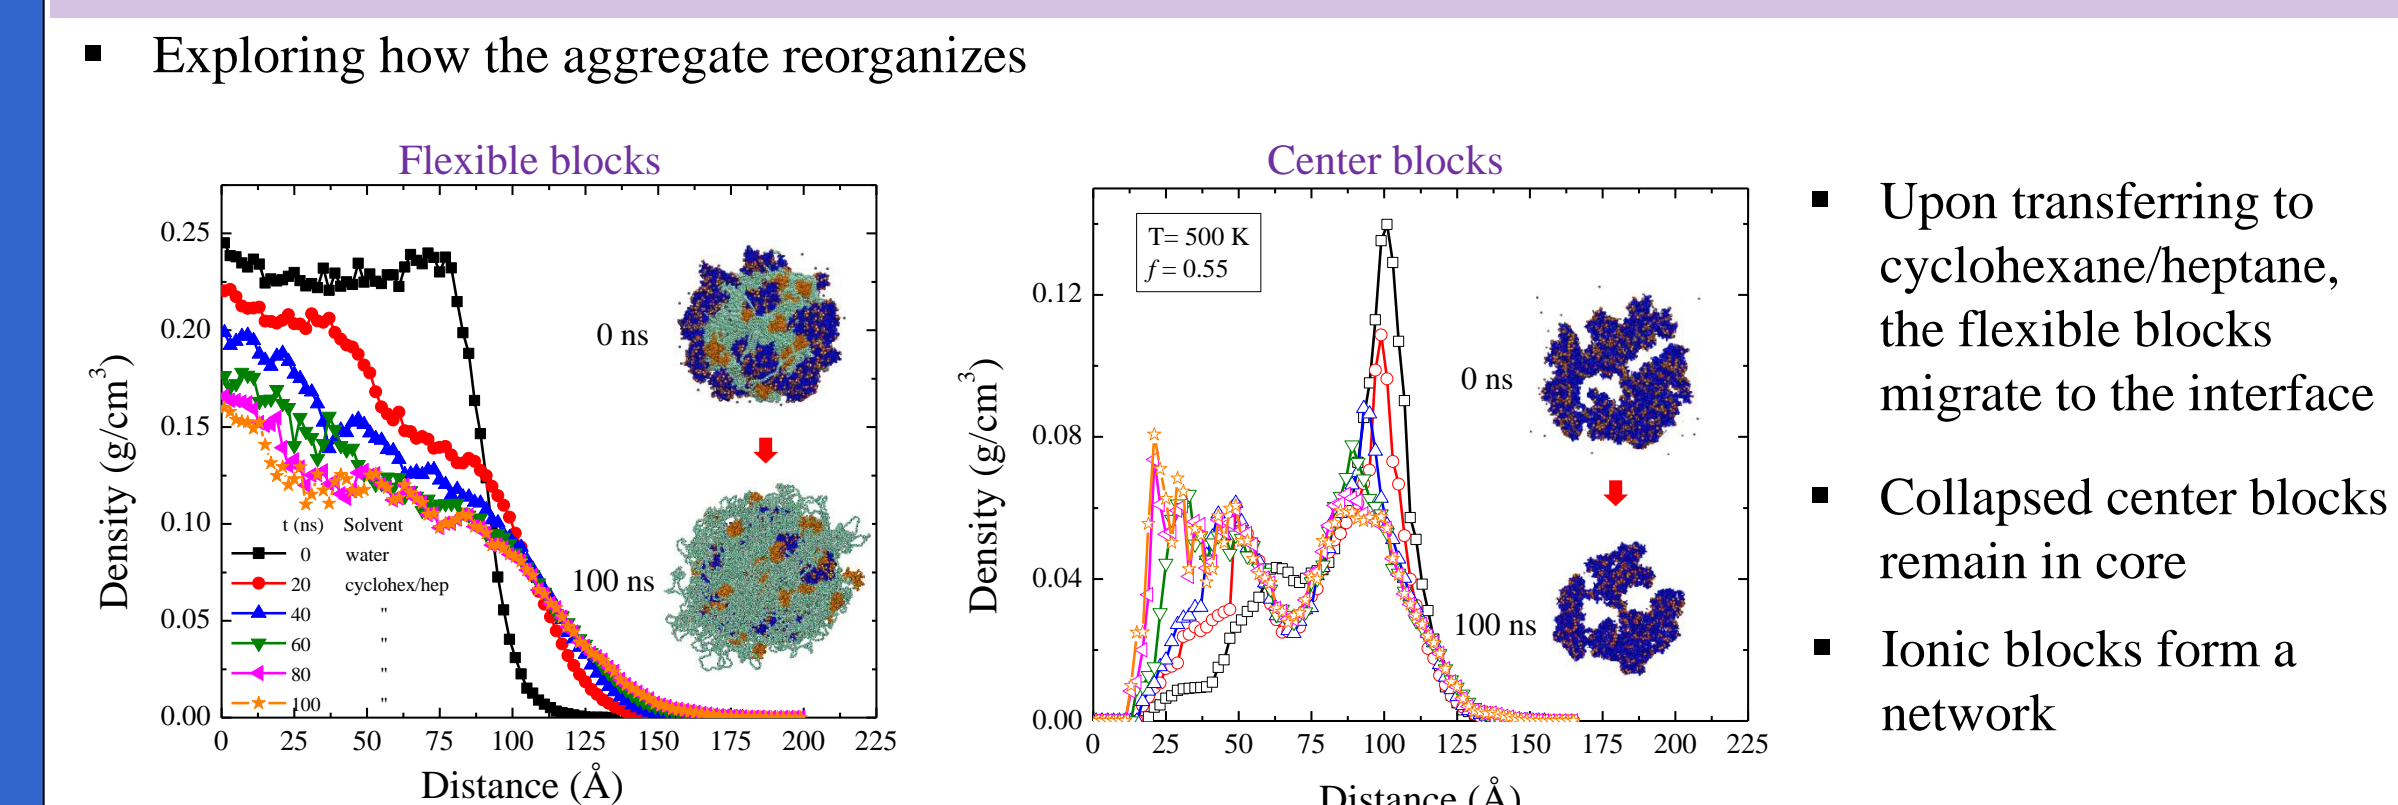 ▪ Exploring how the aggregate reorganizes
Flexible blocks
Density (g/cm³)
0.25
0.20
0.15
0.10
0.05
0.00
0 ns
100 ns
t (ns) Solvent
0 water
20 cyclohex/hep
40 "
60 "
80 "
100 "
0 25 50 75 100 125 150 175 200 225
Distance (Å)
Center blocks
Density (g/cm³)
0.12
0.08
0.04
0.00
T= 500 K
f = 0.55
0 ns
100 ns
0 25 50 75 100 125 150 175 200 225
Distance (Å)
▪ Upon transferring to
cyclohexane/heptane,
the flexible blocks
migrate to the interface
▪ Collapsed center blocks
remain in core
▪ Ionic blocks form a
network